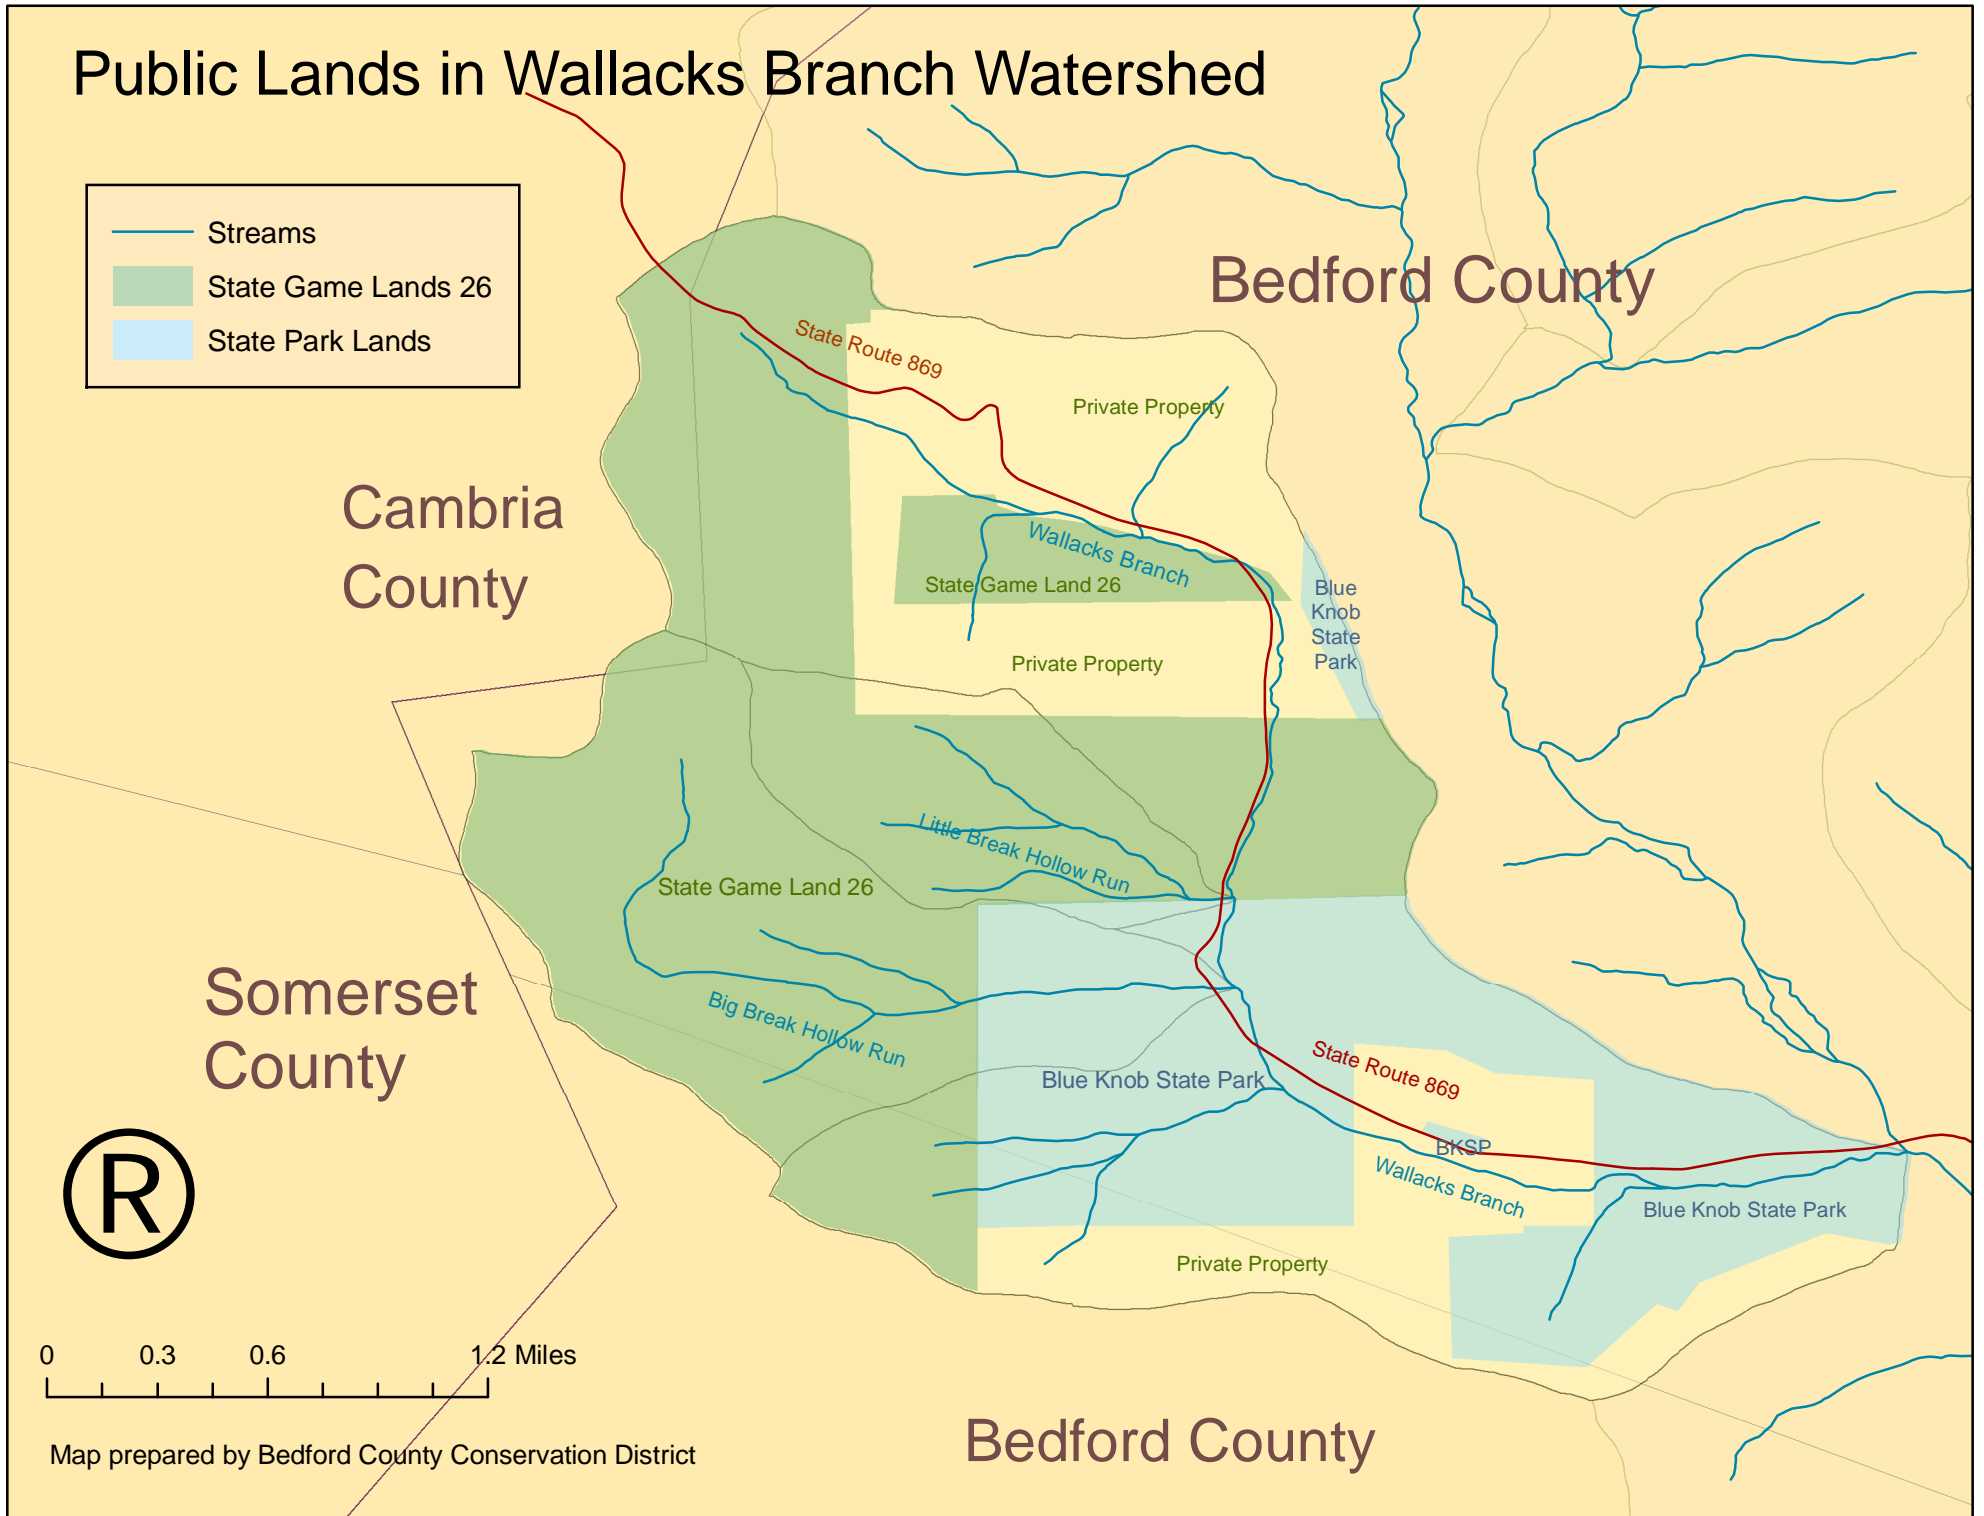 Public Lands in Wallacks Branch Watershed
Streams
State Game Lands 26
State Park Lands
Bedford County
State Route 869
Private Property
Cambria
County
Wallacks Branch
State Game Land 26
Blue
Knob
State
Park
Private Property
Little Break Hollow Run
State Game Land 26
Somerset
County
Big Break Hollow Run
Blue Knob State Park
State Route 869
BKSP
Wallacks Branch
Blue Knob State Park
Private Property
®
0 0.3 0.6 1.2 Miles
Map prepared by Bedford County Conservation District
Bedford County